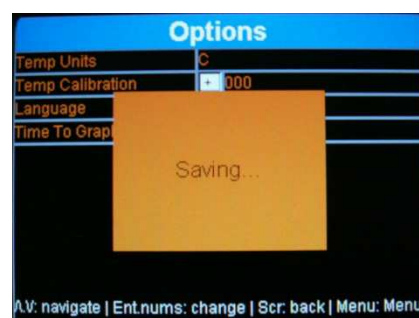 Options
Temp Units C
Temp Calibration + 000
Language
Time To Grap
Saving...
Λ.V: navigate | Ent.nums: change | Scr: back | Menu: Menu